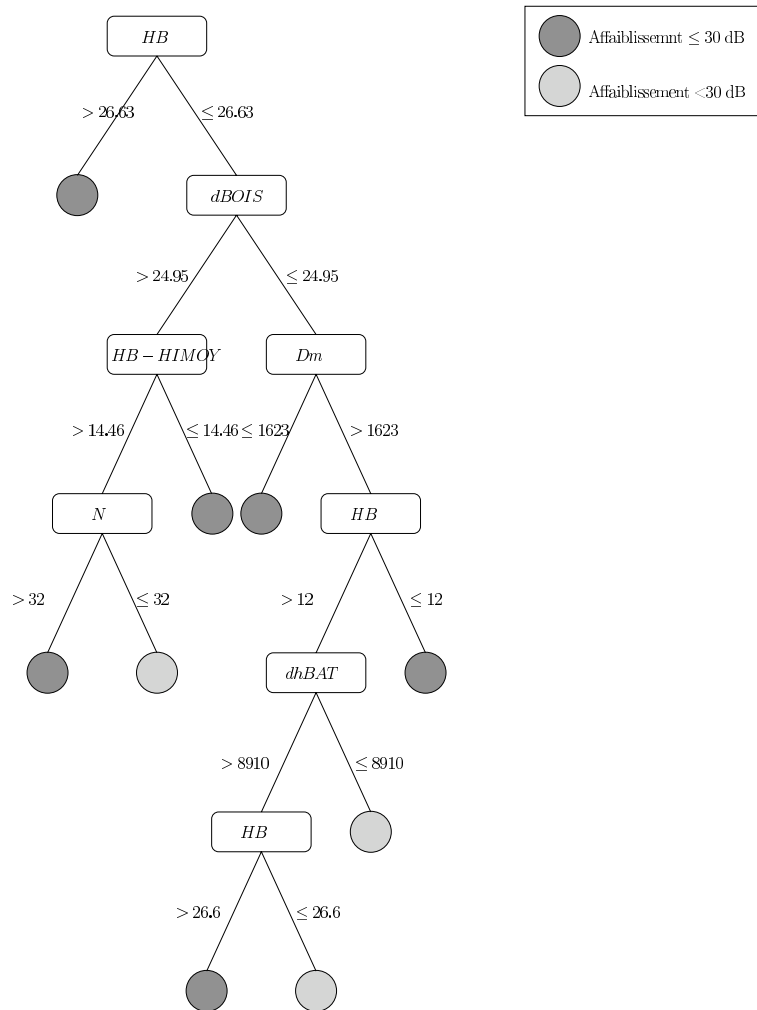 HB
Affaiblissemnt ≤ 30 dB
Affaiblissement <30 dB
> 26.63
≤ 26.63
dBOIS
> 24.95
≤ 24.95
HB − HIMOY
Dm
> 14.46
≤ 14.46
≤ 1623
> 1623
N
HB
> 32
≤ 32
> 12
≤ 12
dhBAT
> 8910
≤ 8910
HB
> 26.6
≤ 26.6